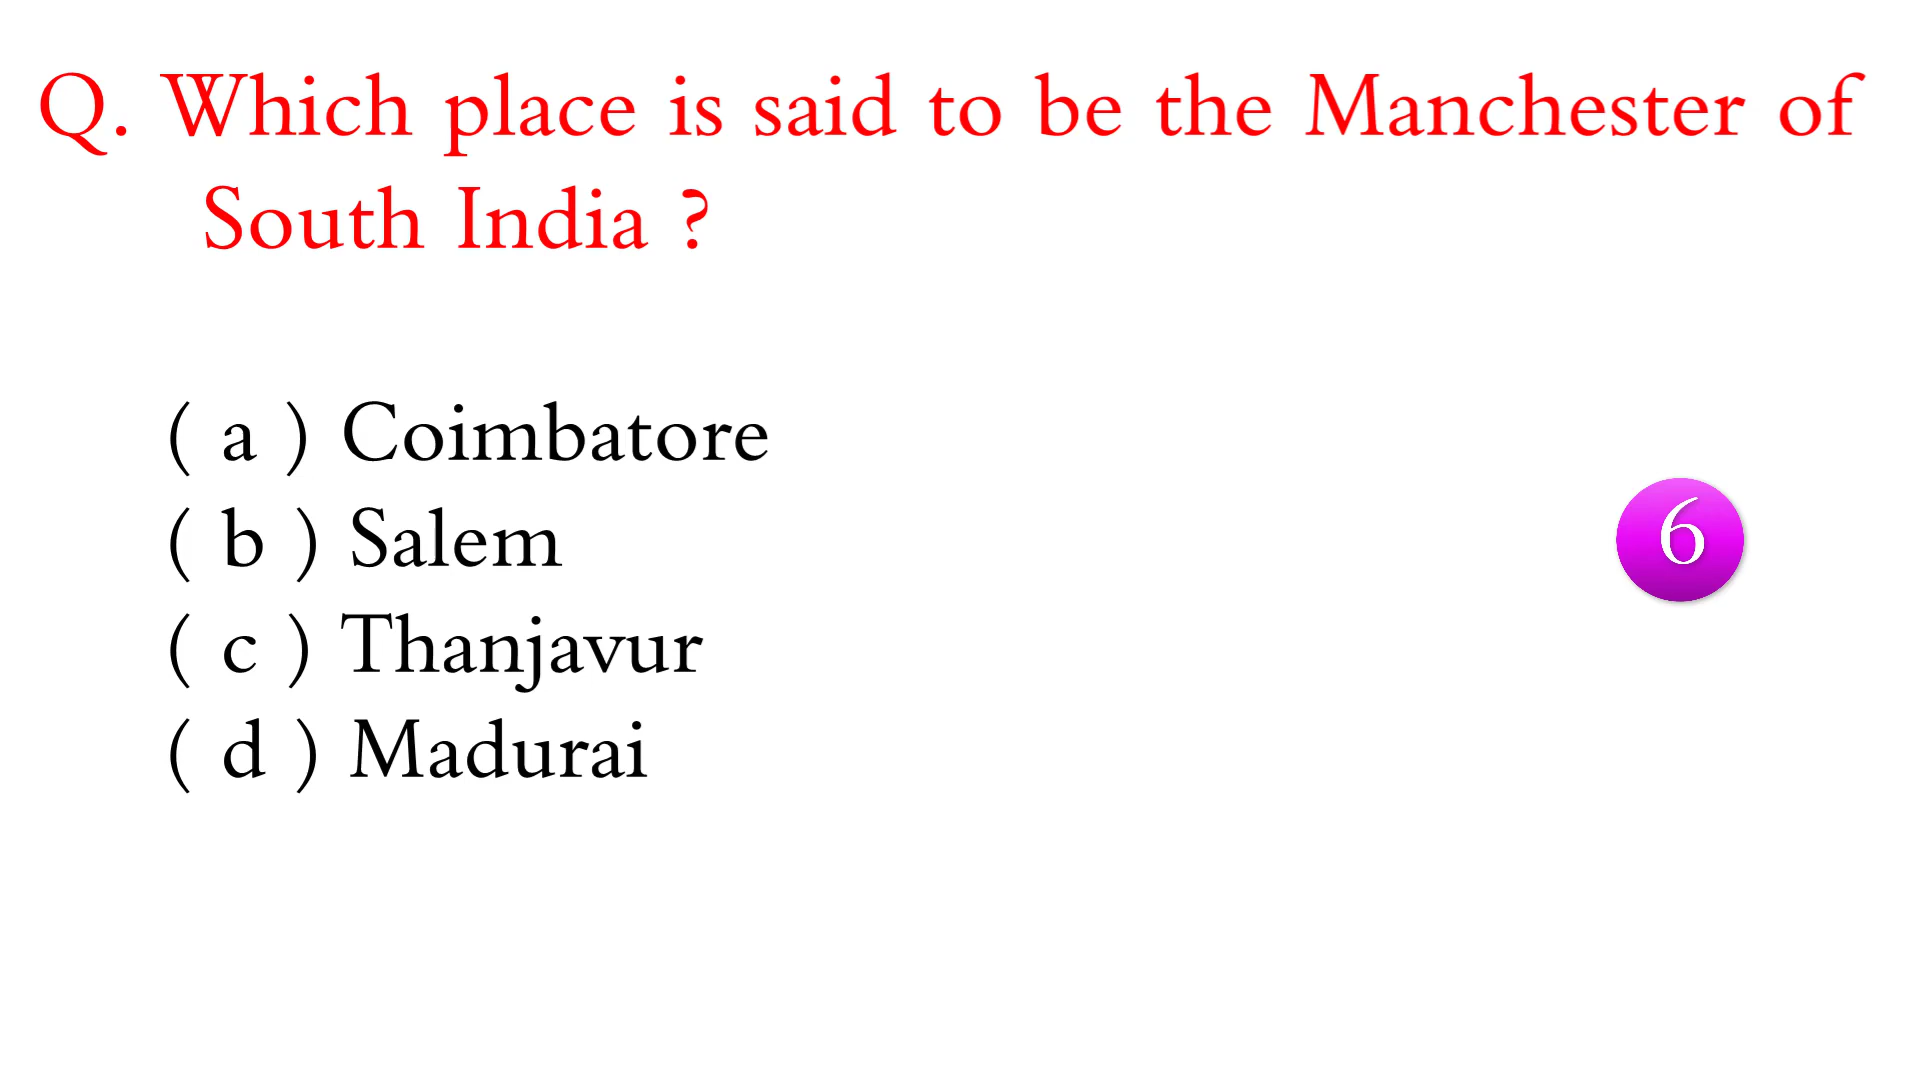 Q. Which place is said to be the Manchester of
South India ?
( a ) Coimbatore
( b ) Salem
6
( c ) Thanjavur
( d ) Madurai